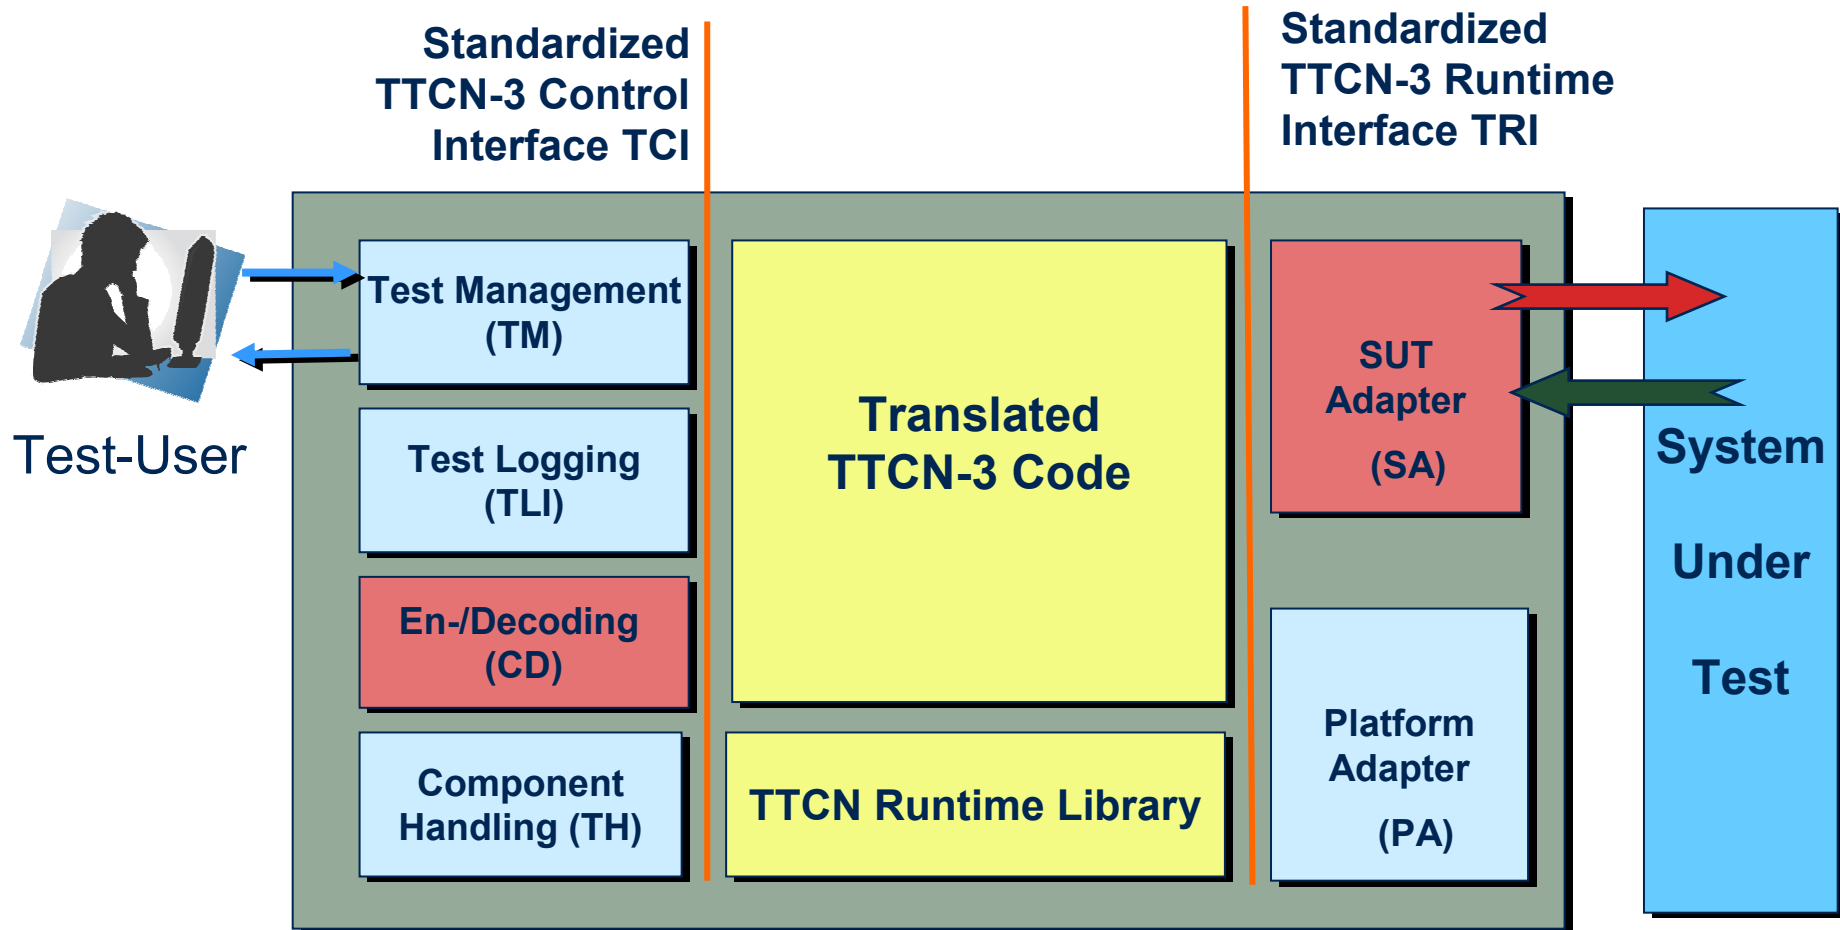 Standardized
TTCN-3 Control
Interface TCI
Standardized
TTCN-3 Runtime
Interface TRI
Test-User
Test Management
(TM)
Test Logging
(TLI)
En-/Decoding
(CD)
Component
Handling (TH)
Translated
TTCN-3 Code
TTCN Runtime Library
SUT
Adapter
(SA)
Platform
Adapter
(PA)
System
Under
Test